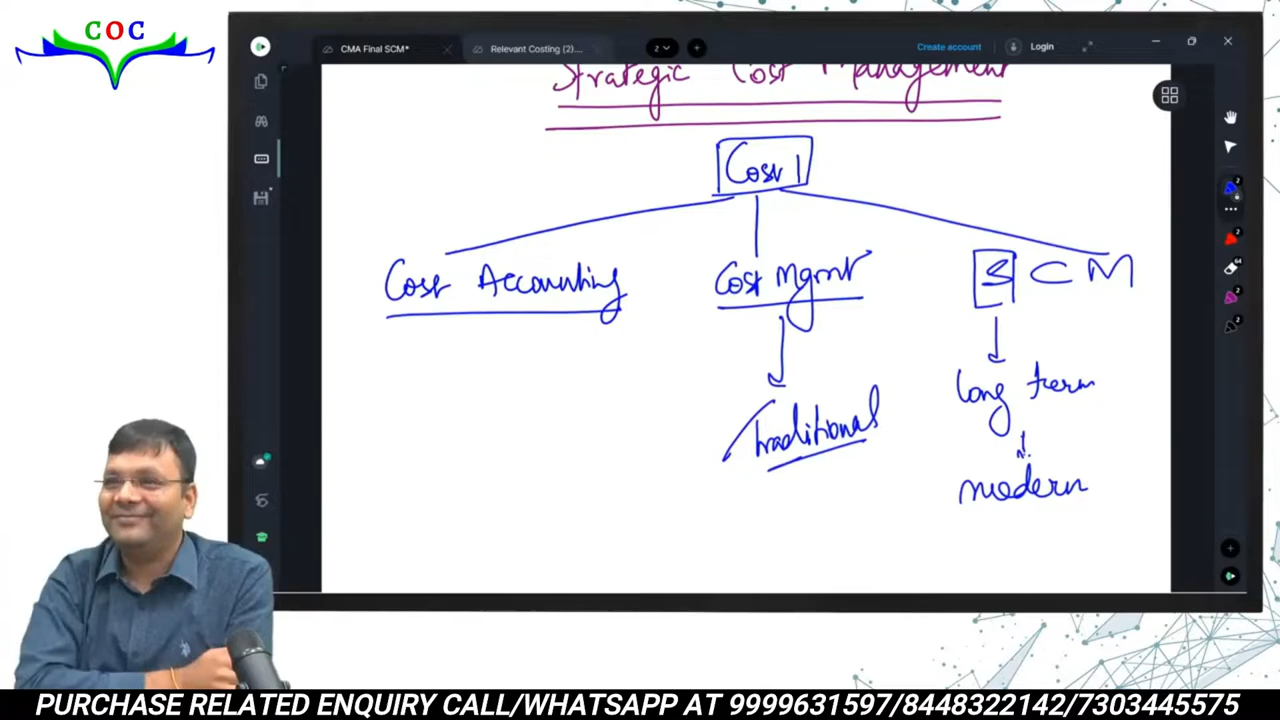 COC
CMA Final SCM*
Relevant Costing (2)....
2
Create account
Login
Strategic Cost Management
Cost
Cost Accounting
Cost Mgmt
SCM
Traditional
long term
modern
PURCHASE RELATED ENQUIRY CALL/WHATSAPP AT 9999631597/8448322142/7303445575